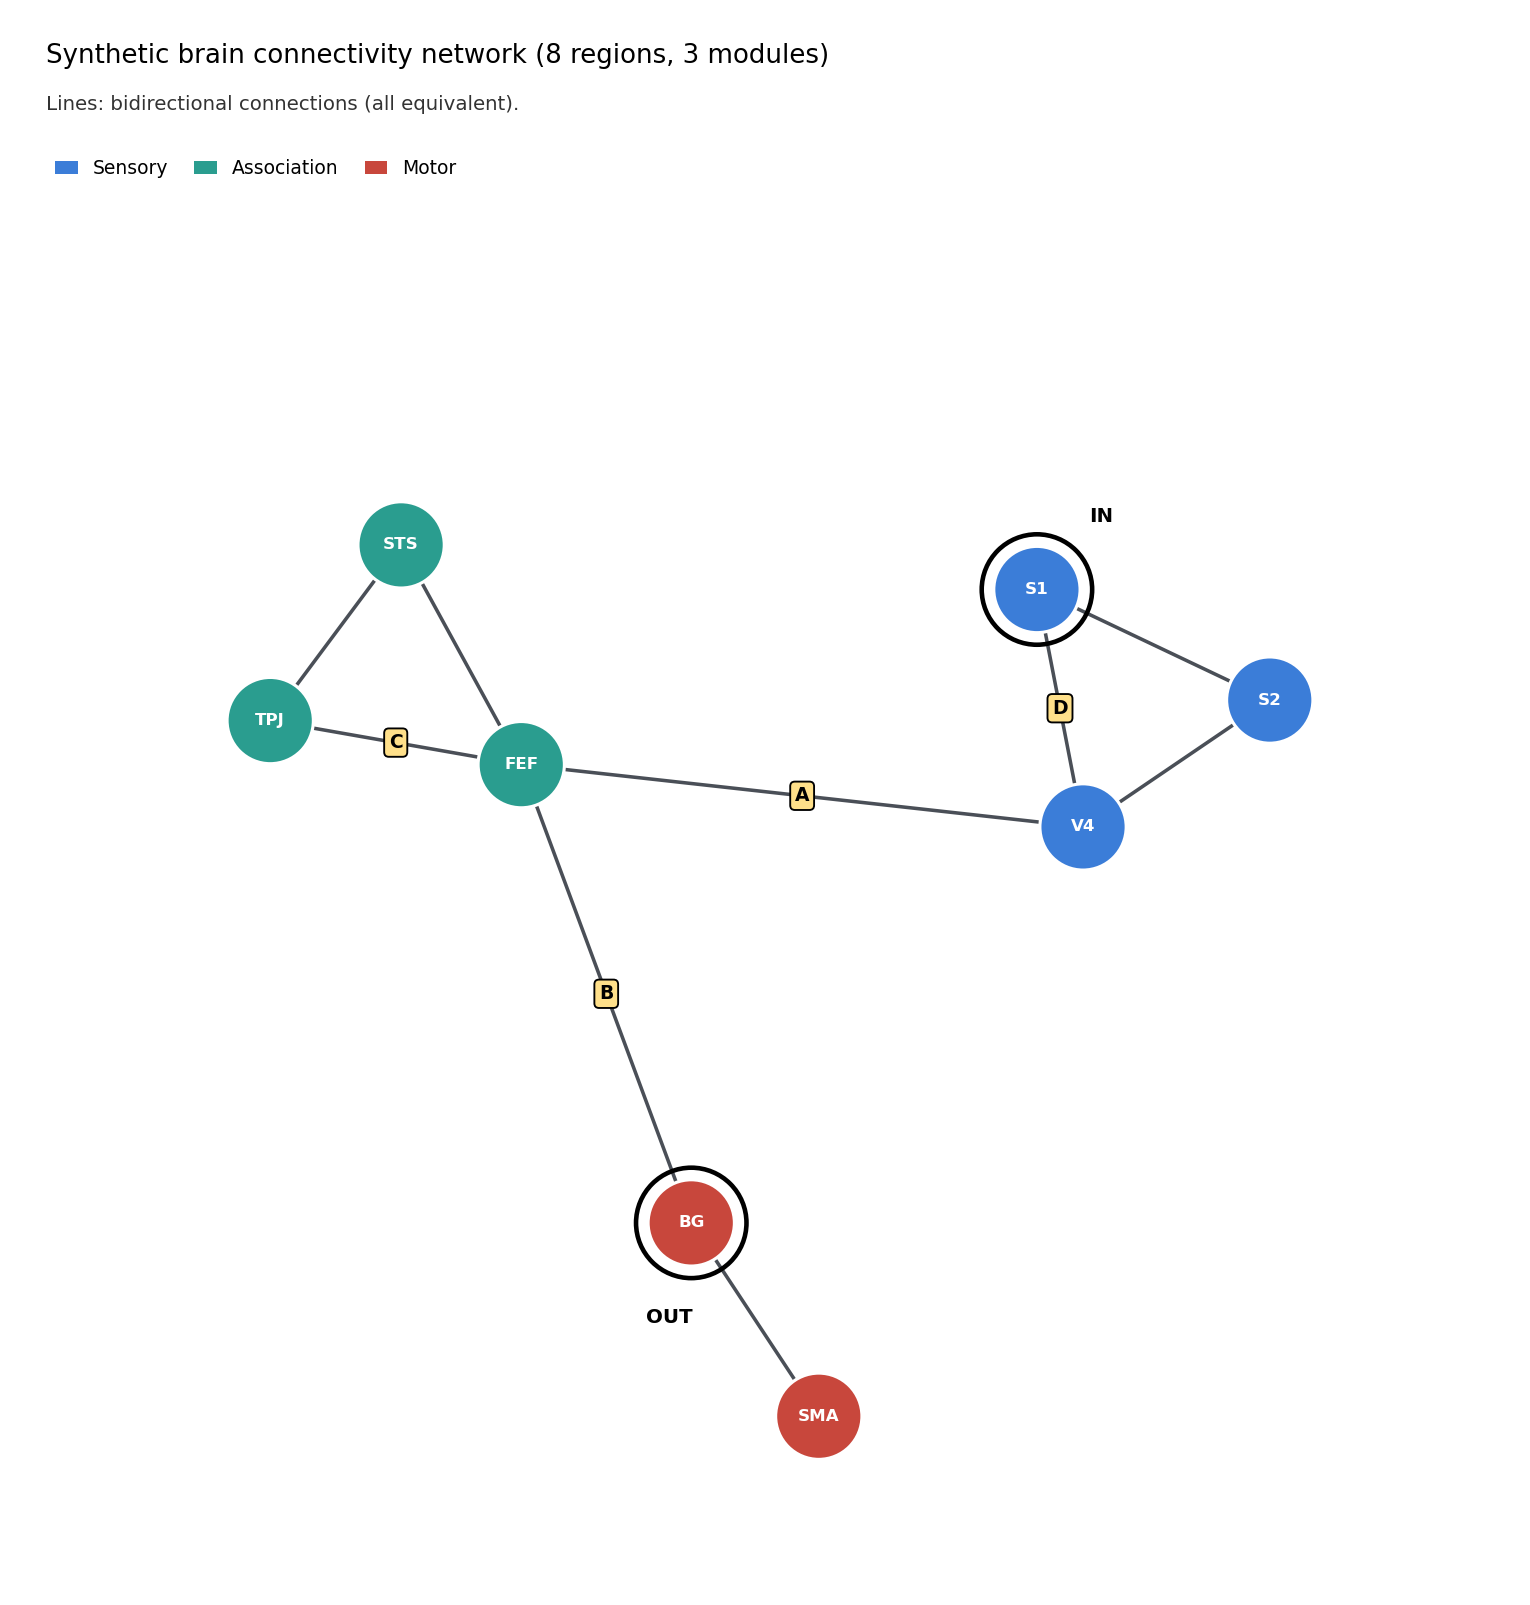 Synthetic brain connectivity network (8 regions, 3 modules)
Lines: bidirectional connections (all equivalent).
Sensory Association Motor
IN
STS
S1
S2
D
TPJ
C
FEF
A
V4
B
BG
OUT
SMA